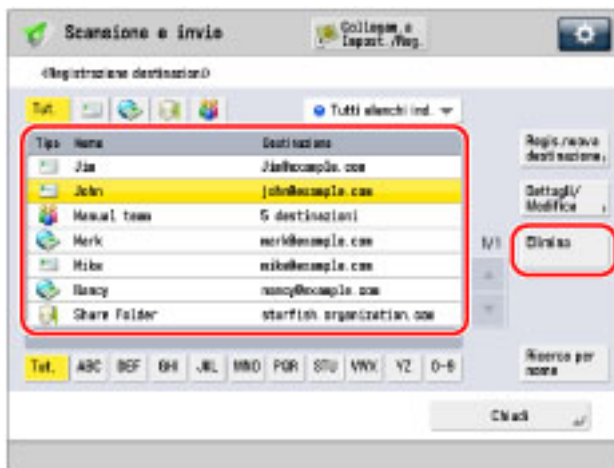 Scansione e invio
Collegam. e
Impost./Reg.
<Registrazione destinazioni>
Tut.
Tutti elenchi ind.
Tipo Nome Destinazione
Jim Jim@example.com
John john@example.com
Manual team 5 destinazioni
Mark mark@example.com
Mike mike@example.com
Nancy nancy@example.com
Share Folder starfish.organization.com
Regis.nuova
destinazione
Dettagli/
Modifica
1/1
Elimina
Tut. ABC DEF GHI JKL MNO PQR STU VWX YZ 0-9
Ricerca per
nome
Chiudi